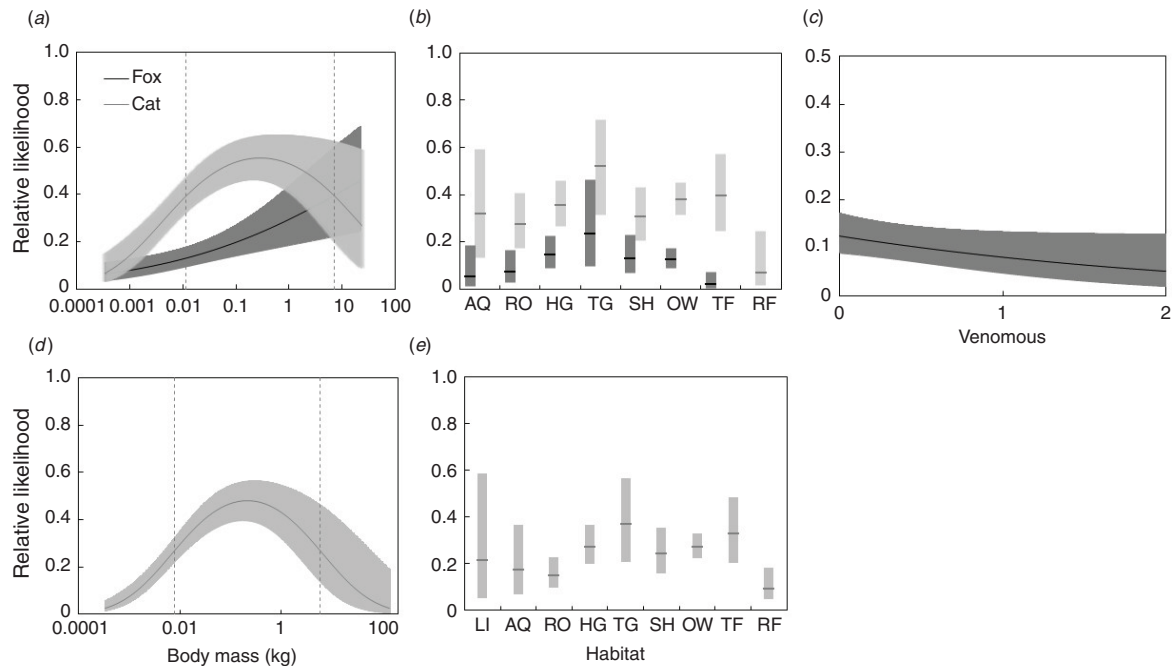 (a)
(b)
(c)
Relative likelihood
1.0
0.8
0.6
0.4
0.2
0
Fox
Cat
0.0001 0.001 0.01 0.1 1 10 100
1.0
0.8
0.6
0.4
0.2
0
AQ RO HG TG SH OW TF RF
0.5
0.4
0.3
0.2
0.1
0
0 1 2
Venomous
(d)
(e)
Relative likelihood
1.0
0.8
0.6
0.4
0.2
0
0.0001 0.01 1 100
Body mass (kg)
1.0
0.8
0.6
0.4
0.2
0
LI AQ RO HG TG SH OW TF RF
Habitat